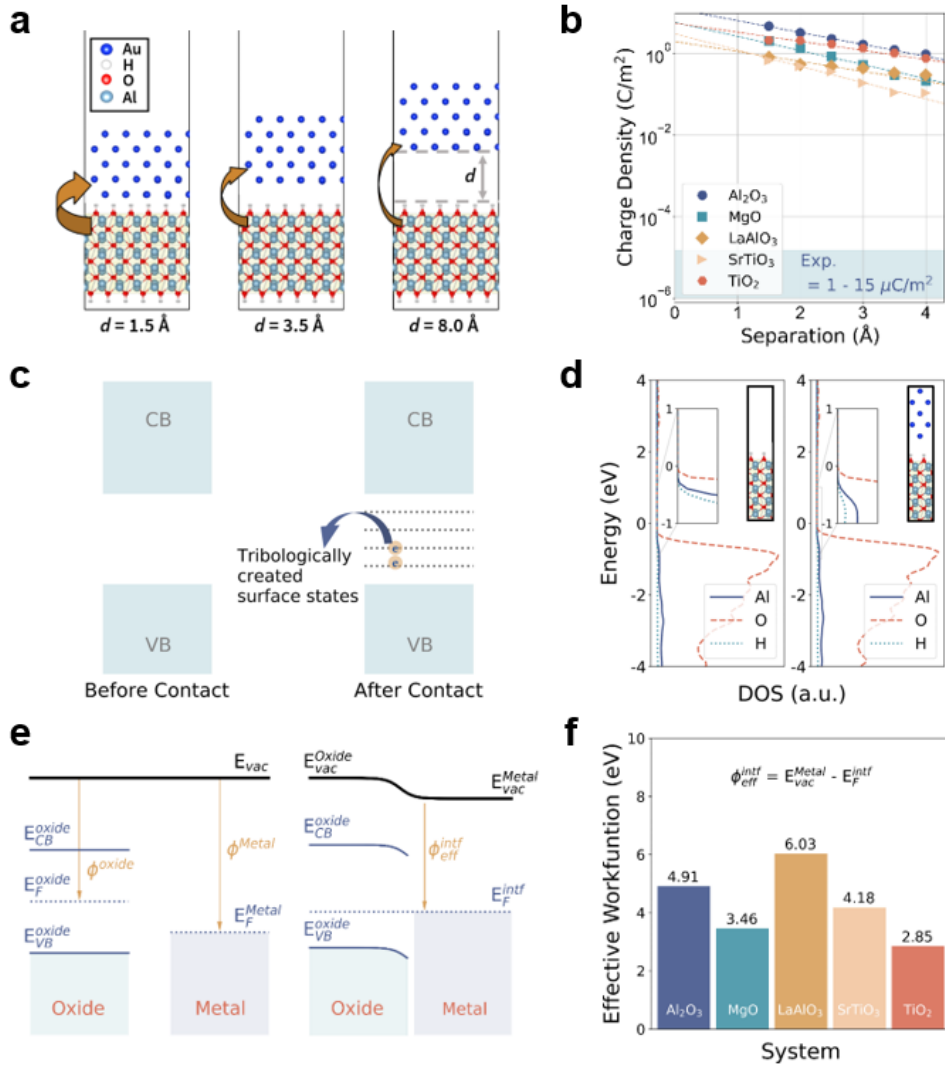 a
Au
H
O
Al
d
d = 1.5 Å
d = 3.5 Å
d = 8.0 Å
b
Charge Density (C/m²)
10⁰
10⁻²
10⁻⁴
10⁻⁶
Al₂O₃
MgO
LaAlO₃
SrTiO₃
TiO₂
Exp.
= 1 - 15 μC/m²
0 1 2 3 4
Separation (Å)
c
CB
CB
e
e
Tribologically
created
surface states
VB
VB
Before Contact
After Contact
d
Energy (eV)
4
2
0
-2
-4
1
0
-1
Al
O
H
4
2
0
-2
-4
1
0
-1
Al
O
H
DOS (a.u.)
e
E_vac
E_CB^oxide
ϕ^oxide
E_F^oxide
E_VB^oxide
ϕ^Metal
E_F^Metal
Oxide
Metal
E_vac^Oxide
E_vac^Metal
E_CB^oxide
ϕ_eff^intf
E_F^intf
E_VB^oxide
Oxide
Metal
f
Effective Workfuntion (eV)
10
8
6
4
2
0
ϕ_eff^intf = E_vac^Metal - E_F^intf
4.91
3.46
6.03
4.18
2.85
Al₂O₃
MgO
LaAlO₃
SrTiO₃
TiO₂
System